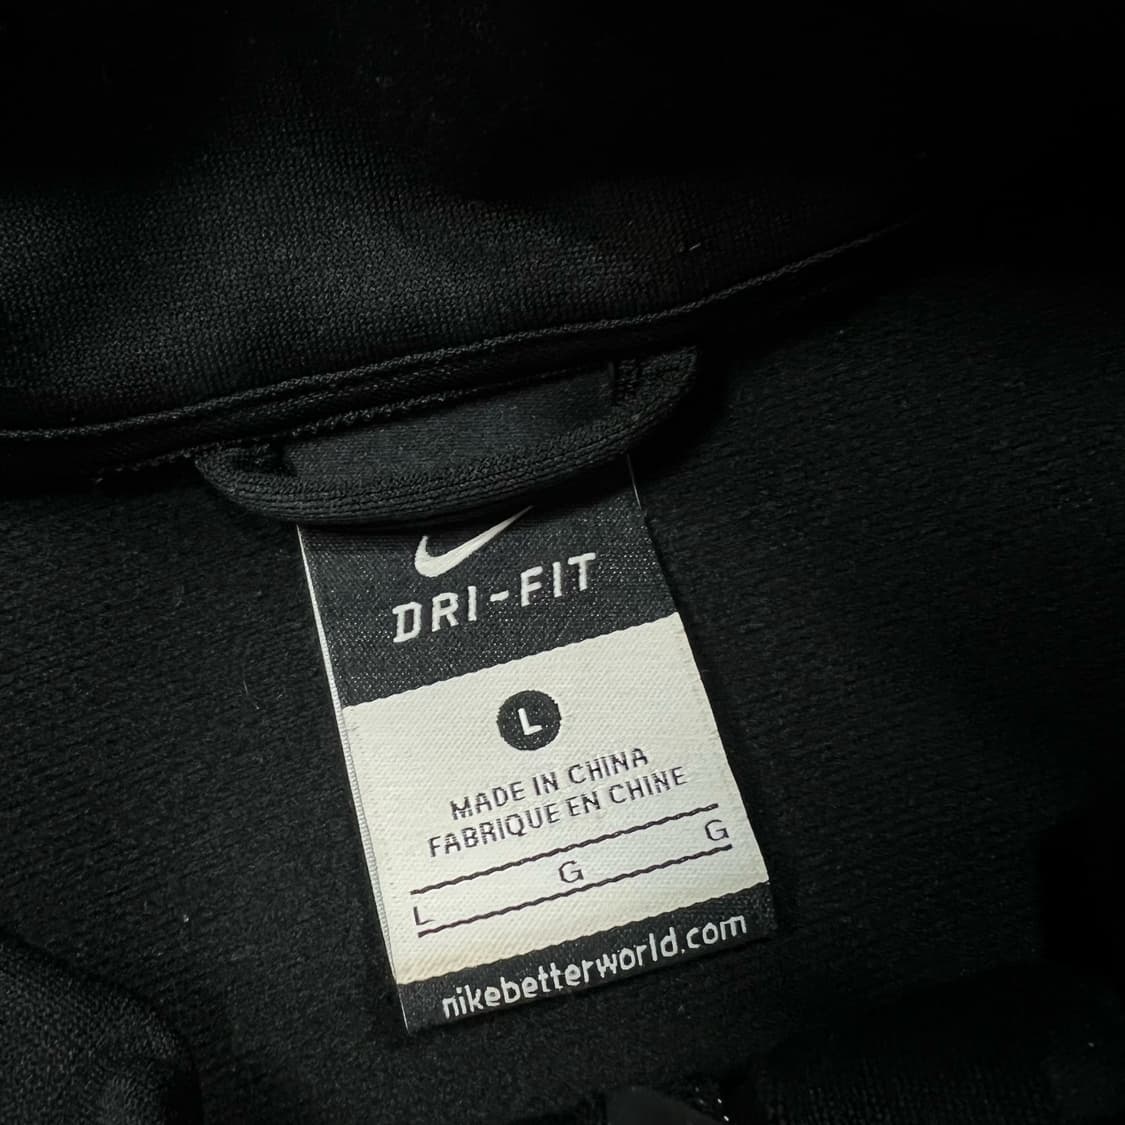 DRI-FIT
L
MADE IN CHINA
FABRIQUE EN CHINE
L G G
nikebetterworld.com